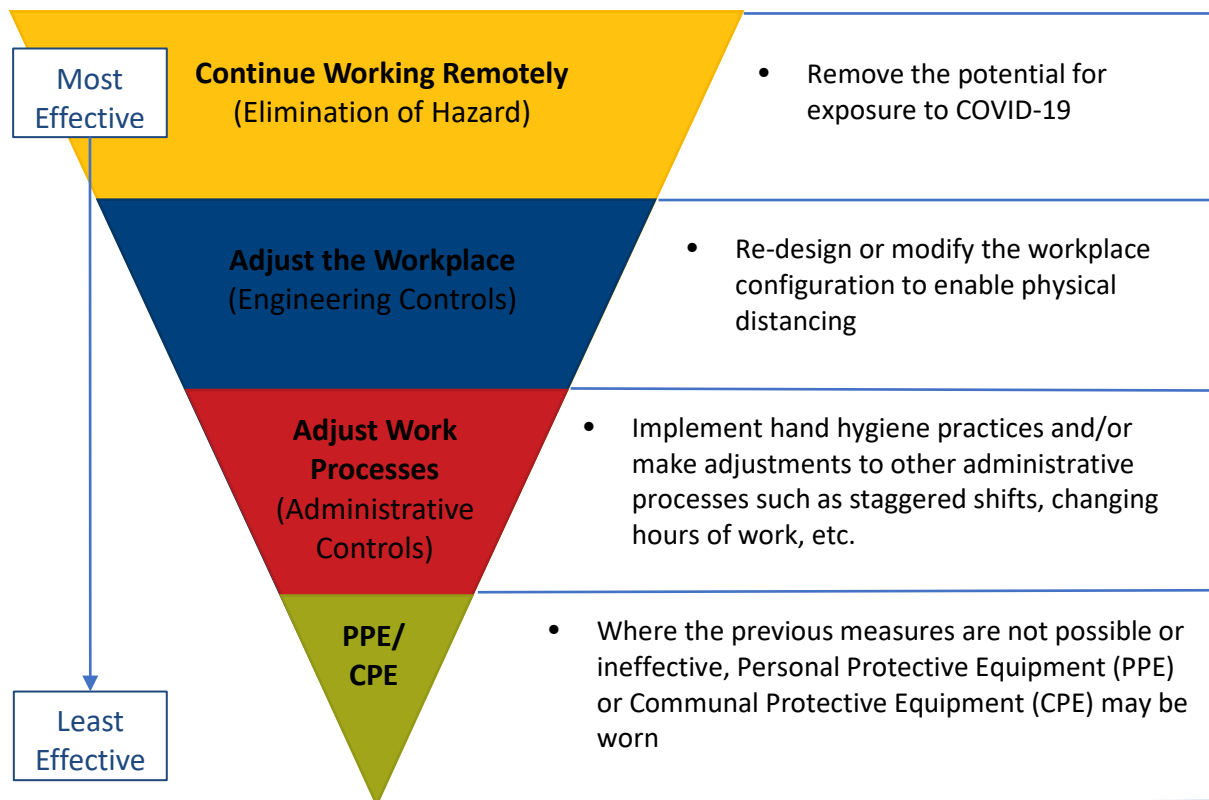 Most
Effective
Continue Working Remotely
(Elimination of Hazard)
• Remove the potential for
exposure to COVID-19
Adjust the Workplace
(Engineering Controls)
• Re-design or modify the workplace
configuration to enable physical
distancing
Adjust Work
Processes
(Administrative
Controls)
• Implement hand hygiene practices and/or
make adjustments to other administrative
processes such as staggered shifts, changing
hours of work, etc.
PPE/
CPE
• Where the previous measures are not possible or
ineffective, Personal Protective Equipment (PPE)
or Communal Protective Equipment (CPE) may be
worn
Least
Effective